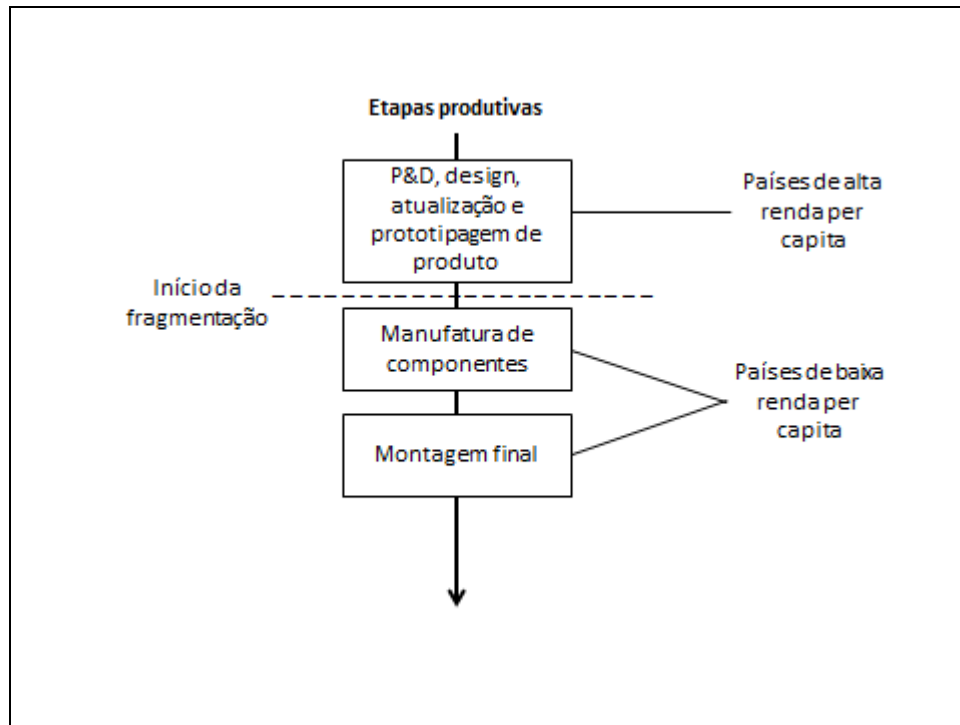 Etapas produtivas
P&D, design,
atualização e
prototipagem de
produto
Países de alta
renda per
capita
Início da
fragmentação
Manufatura de
componentes
Países de baixa
renda per
capita
Montagem final